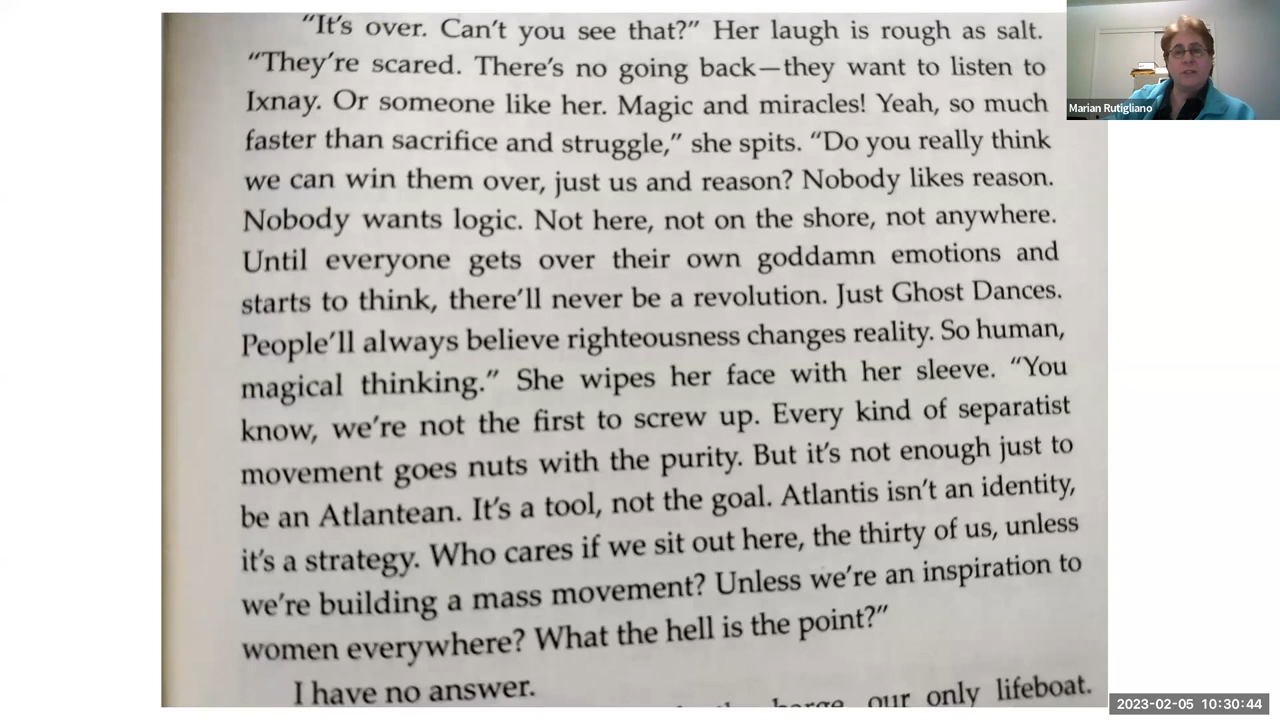 "It's over. Can't you see that?" Her laugh is rough as salt.
"They're scared. There's no going back—they want to listen to
Ixnay. Or someone like her. Magic and miracles! Yeah, so much
faster than sacrifice and struggle," she spits. "Do you really think
we can win them over, just us and reason? Nobody likes reason.
Nobody wants logic. Not here, not on the shore, not anywhere.
Until everyone gets over their own goddamn emotions and
starts to think, there'll never be a revolution. Just Ghost Dances.
People'll always believe righteousness changes reality. So human,
magical thinking." She wipes her face with her sleeve. "You
know, we're not the first to screw up. Every kind of separatist
movement goes nuts with the purity. But it's not enough just to
be an Atlantean. It's a tool, not the goal. Atlantis isn't an identity,
it's a strategy. Who cares if we sit out here, the thirty of us, unless
we're building a mass movement? Unless we're an inspiration to
women everywhere? What the hell is the point?"
I have no answer.
our only lifeboat.
Marian Rutigliano
2023-02-05 10:30:44